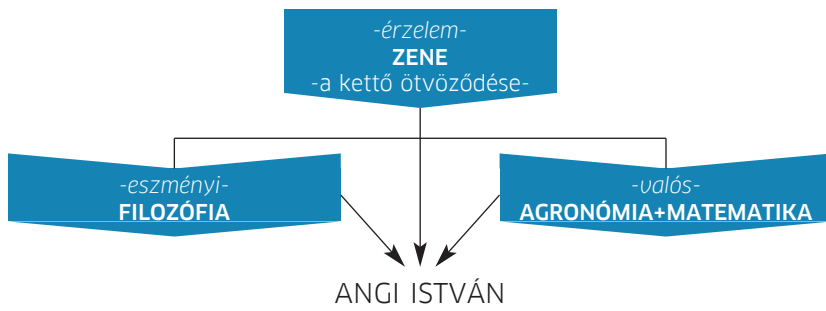 -érzelem-
ZENE
-a kettő ötvöződése-
-eszményi-
FILOZÓFIA
-valós-
AGRONÓMIA+MATEMATIKA
ANGI ISTVÁN